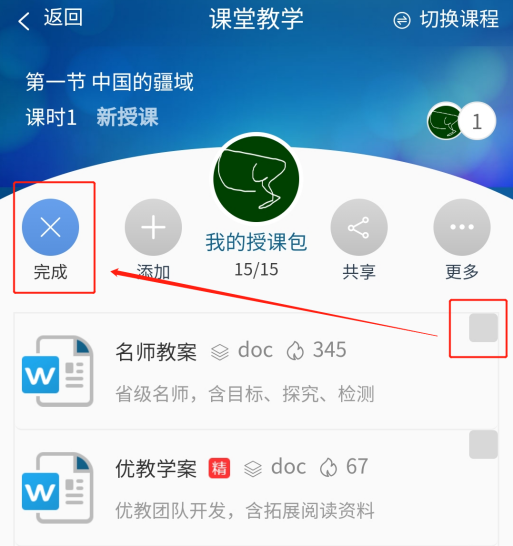 返回
课堂教学
切换课程
第一节 中国的疆域
课时1 新授课
1
完成
添加
我的授课包
15/15
共享
更多
W
名师教案 doc 345
省级名师，含目标、探究、检测
W
优教学案 精 doc 67
优教团队开发，含拓展阅读资料